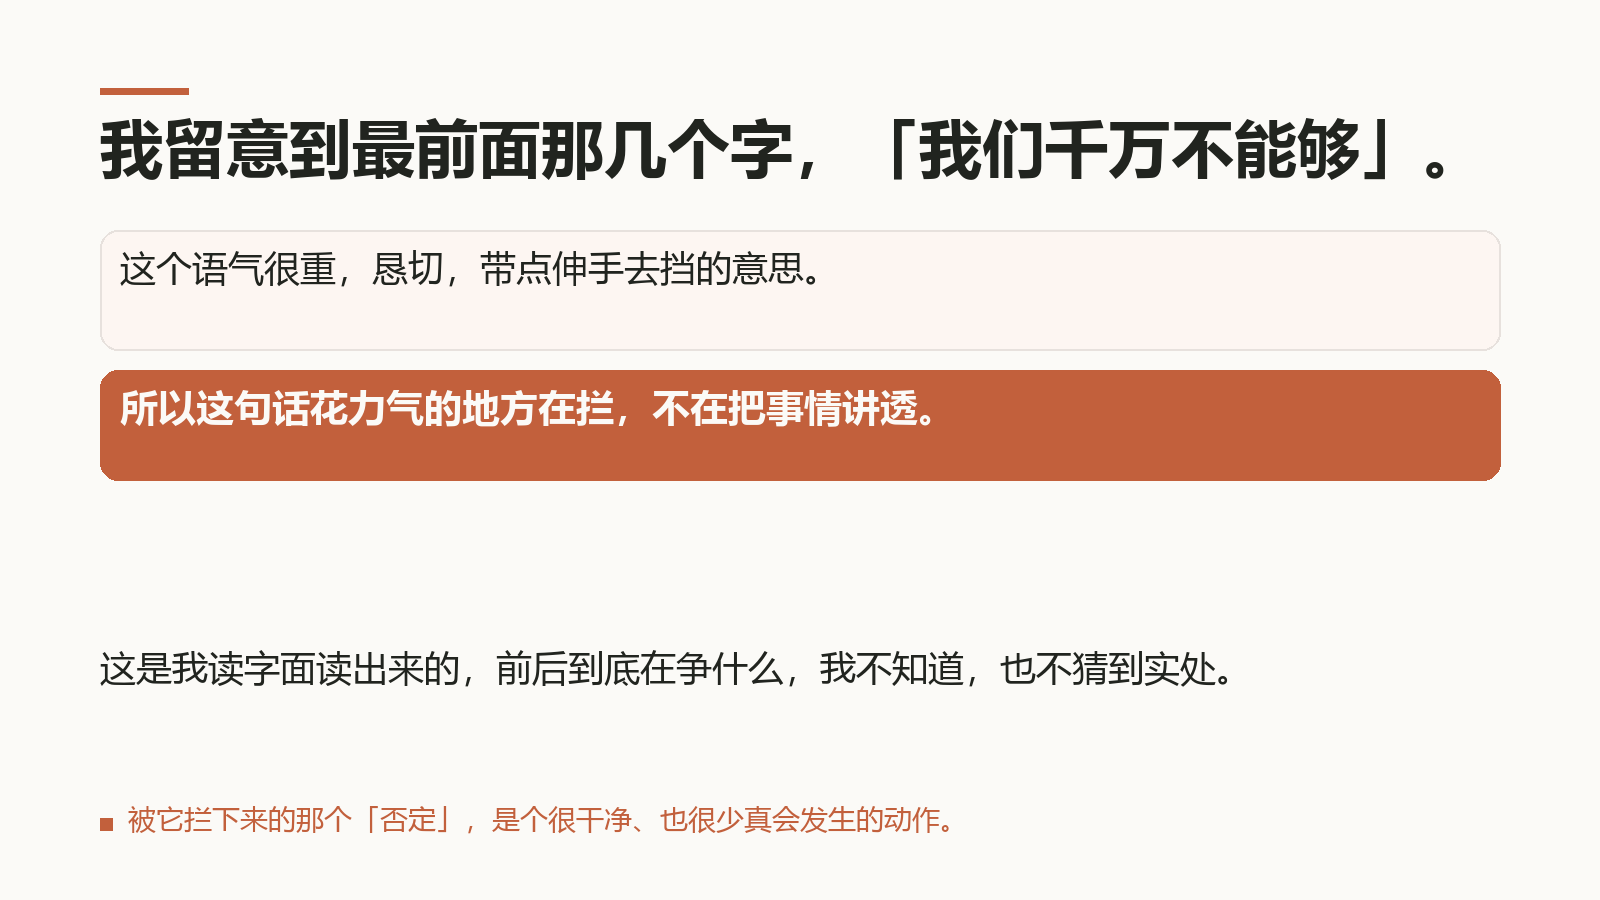 我留意到最前面那几个字，「我们千万不能够」。
这个语气很重，恳切，带点伸手去挡的意思。
所以这句话花力气的地方在拦，不在把事情讲透。
这是我读字面读出来的，前后到底在争什么，我不知道，也不猜到实处。
被它拦下来的那个「否定」，是个很干净、也很少真会发生的动作。